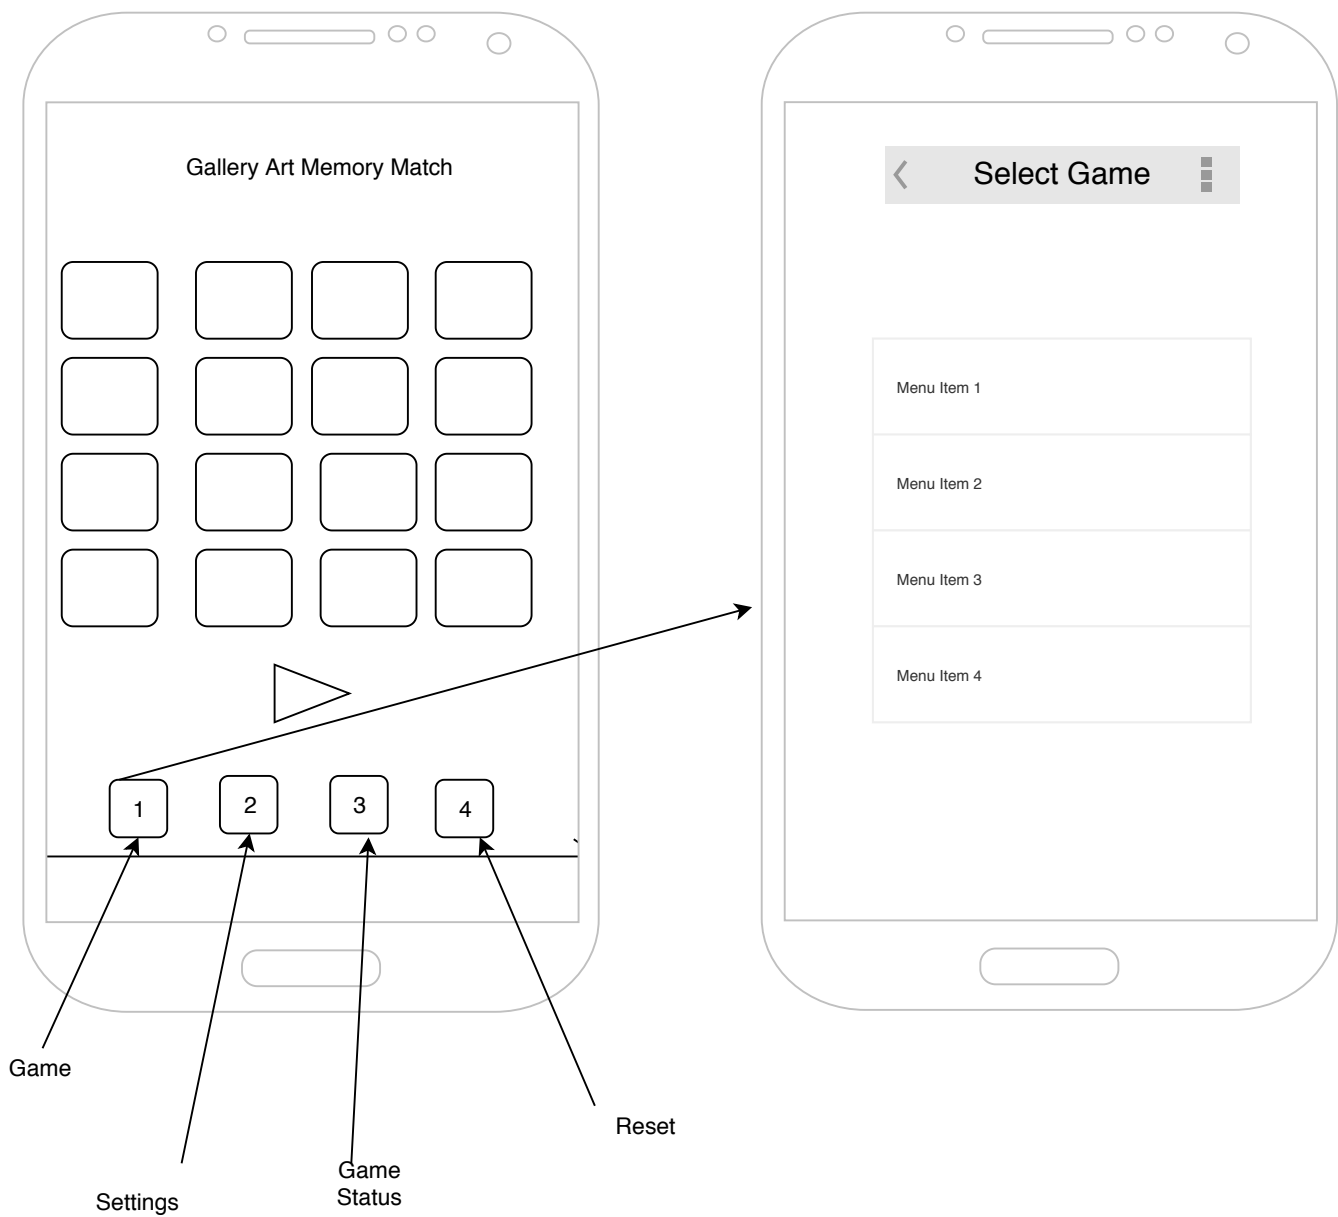 Gallery Art Memory Match
1
2
3
4
Game
Settings
Game
Status
Reset
Select Game
Menu Item 1
Menu Item 2
Menu Item 3
Menu Item 4